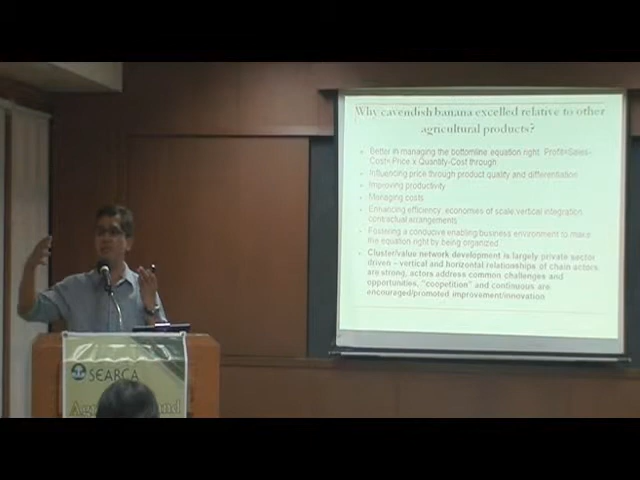 Why cavendish banana excelled relative to other
agricultural products?
Better in managing the bottomline equation right. Profit=Sales-
Cost= Price x Quantity-Cost through
Influencing price through product quality and differentiation
Improving productivity
Managing costs
Enhancing efficiency, economies of scale,vertical integration,
contractual arrangements
Fostering a conducive enabling business environment to make
the equation right by being organized
Cluster/value network development is largely private sector
driven – vertical and horizontal relationships of chain actors
are strong, actors address common challenges and
opportunities, "coopetition" and continuous are
encouraged/promoted improvement/innovation
SEARCA
and